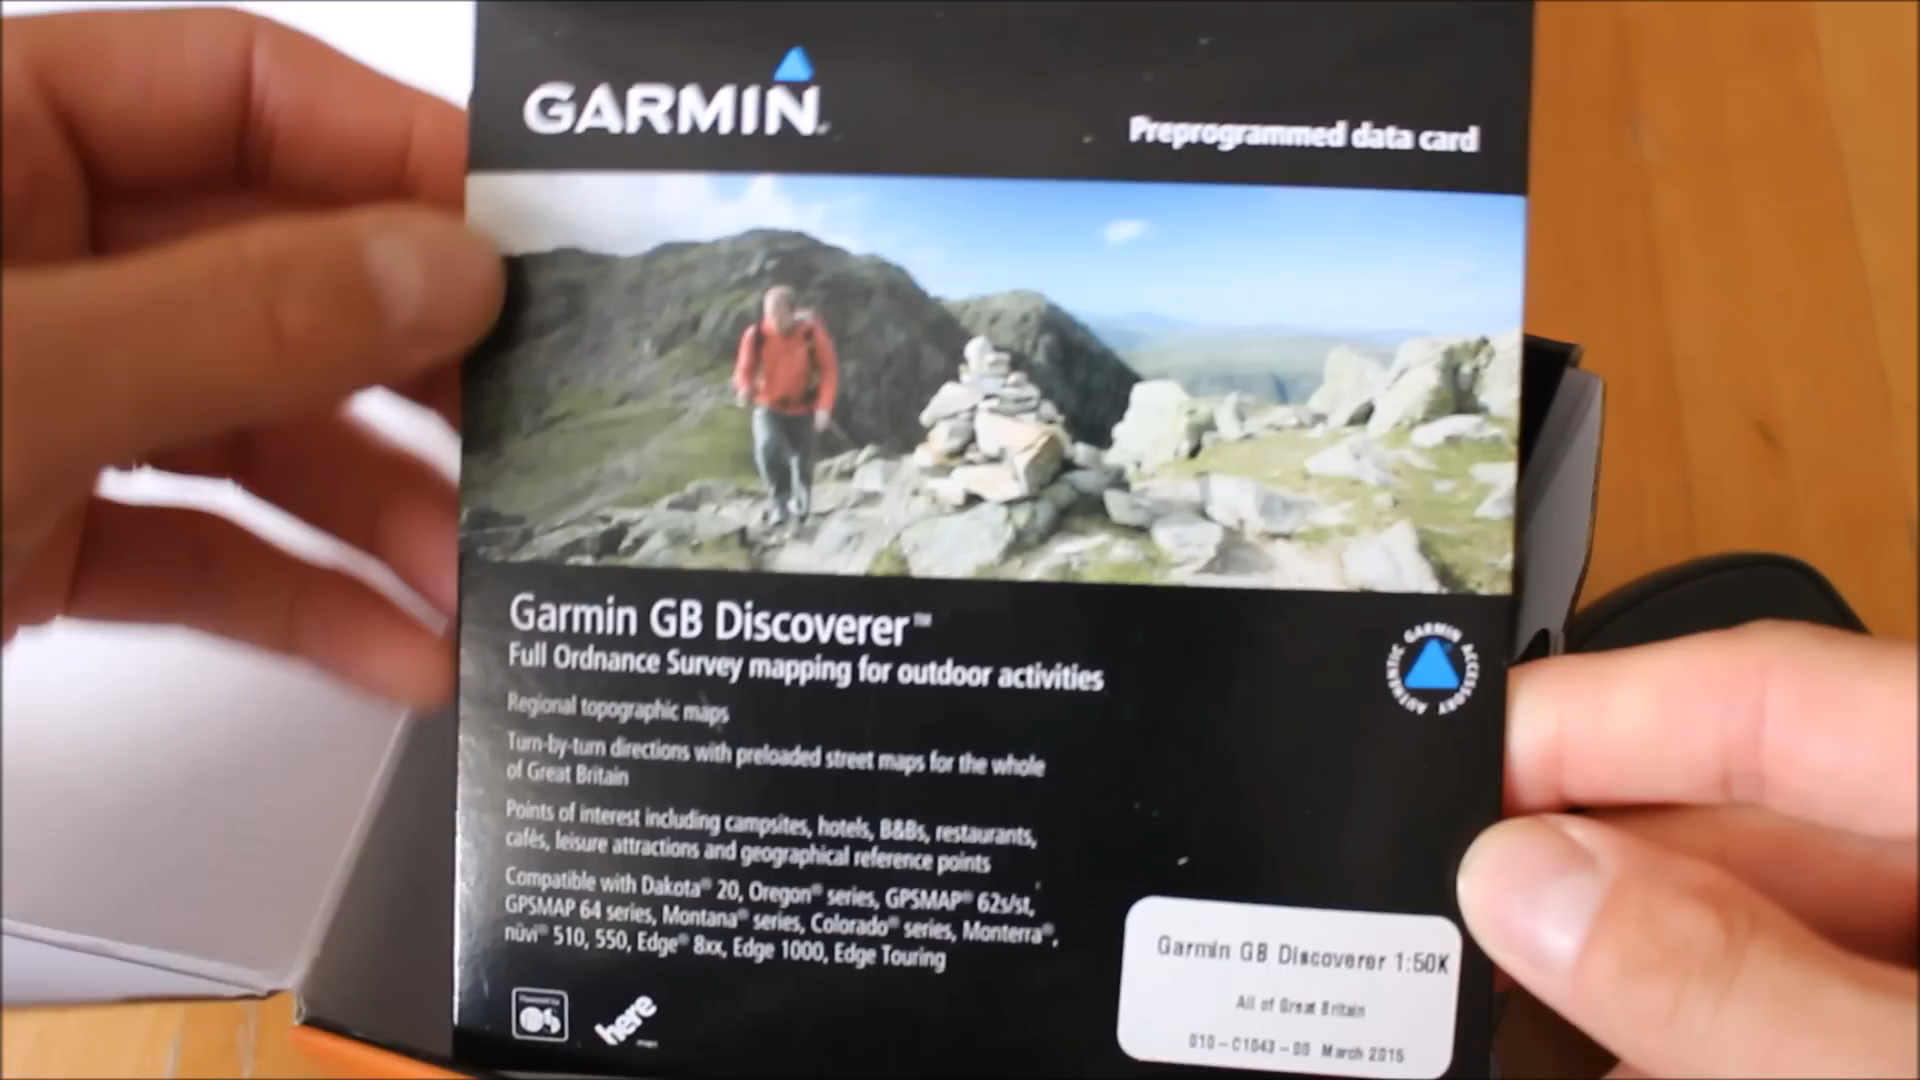 GARMIN
Preprogrammed data card
Garmin GB Discoverer™
Full Ordnance Survey mapping for outdoor activities
GARMIN ACCESSORY AUTHENTIC
Regional topographic maps
Turn-by-turn directions with preloaded street maps for the whole
of Great Britain
Points of interest including campsites, hotels, B&Bs, restaurants,
cafés, leisure attractions and geographical reference points
Compatible with Dakota® 20, Oregon® series, GPSMAP® 62s/st,
GPSMAP 64 series, Montana® series, Colorado® series, Monterra®,
nüvi® 510, 550, Edge® 8xx, Edge 1000, Edge Touring
Powered by
OS
here
maps
Garmin GB Discoverer 1:50K
All of Great Britain
010-C1043-00 March 2015